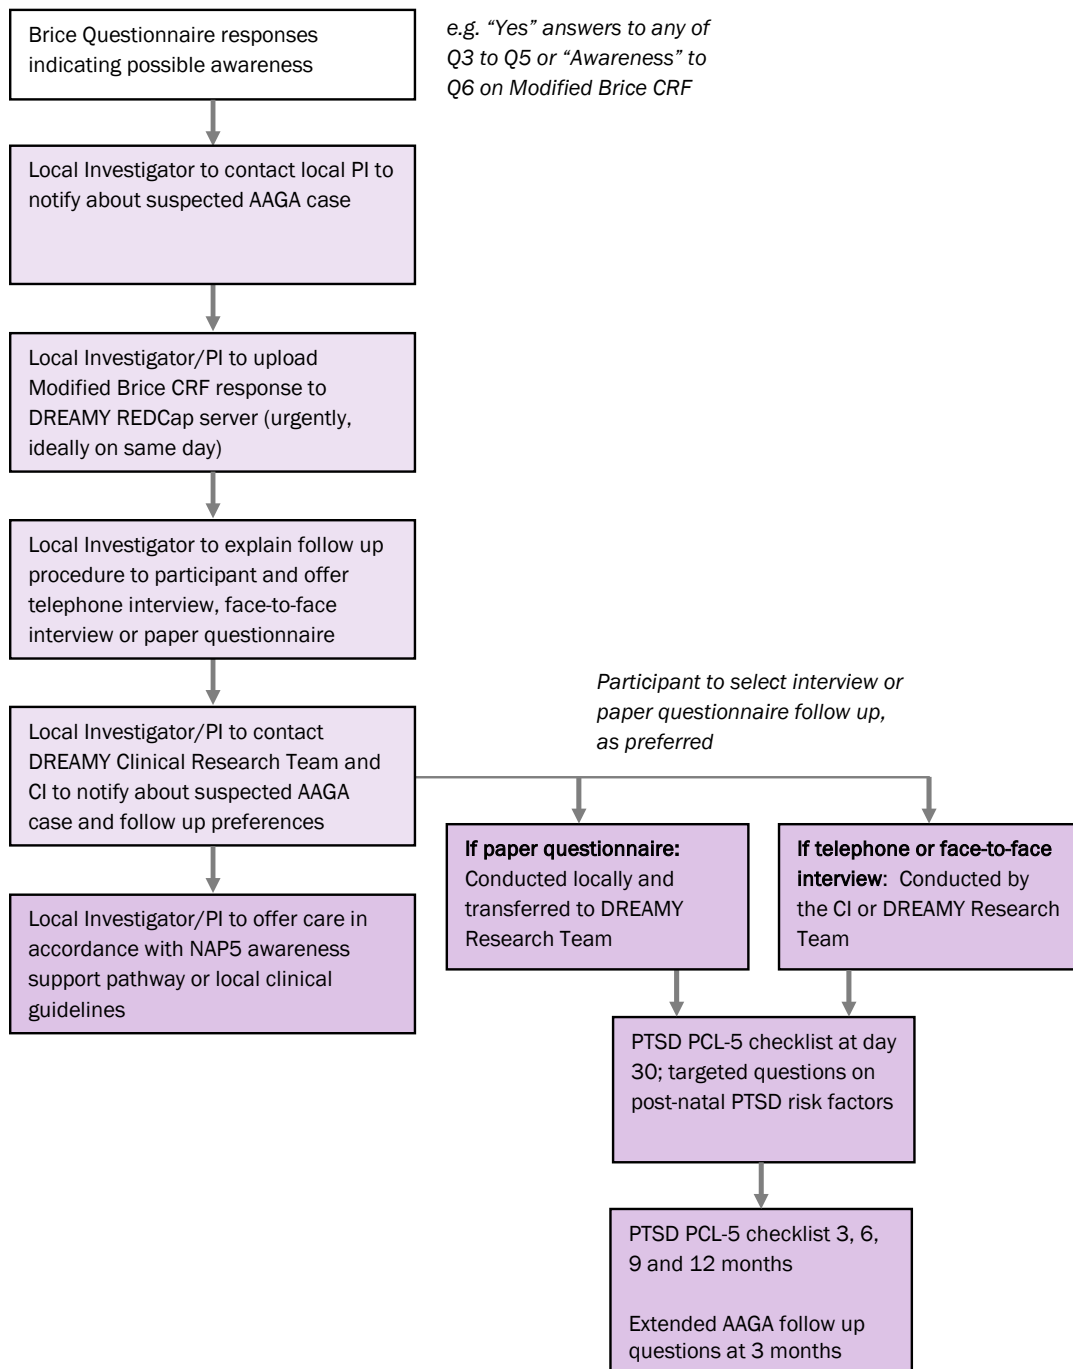 Brice Questionnaire responses
indicating possible awareness
e.g. “Yes” answers to any of
Q3 to Q5 or “Awareness” to
Q6 on Modified Brice CRF
Local Investigator to contact local PI to
notify about suspected AAGA case
Local Investigator/PI to upload
Modified Brice CRF response to
DREAMY REDCap server (urgently,
ideally on same day)
Local Investigator to explain follow up
procedure to participant and offer
telephone interview, face-to-face
interview or paper questionnaire
Participant to select interview or
paper questionnaire follow up,
as preferred
Local Investigator/PI to contact
DREAMY Clinical Research Team and
CI to notify about suspected AAGA
case and follow up preferences
If paper questionnaire:
Conducted locally and
transferred to DREAMY
Research Team
If telephone or face-to-face
interview: Conducted by
the CI or DREAMY Research
Team
Local Investigator/PI to offer care in
accordance with NAP5 awareness
support pathway or local clinical
guidelines
PTSD PCL-5 checklist at day
30; targeted questions on
post-natal PTSD risk factors
PTSD PCL-5 checklist 3, 6,
9 and 12 months
Extended AAGA follow up
questions at 3 months